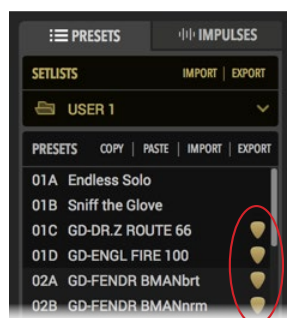 PRESETS IMPULSES
SETLISTS IMPORT | EXPORT
USER 1
PRESETS COPY | PASTE | IMPORT | EXPORT
01A Endless Solo
01B Sniff the Glove
01C GD-DR.Z ROUTE 66
01D GD-ENGL FIRE 100
02A GD-FENDR BMANbrt
02B GD-FENDR BMANnrm